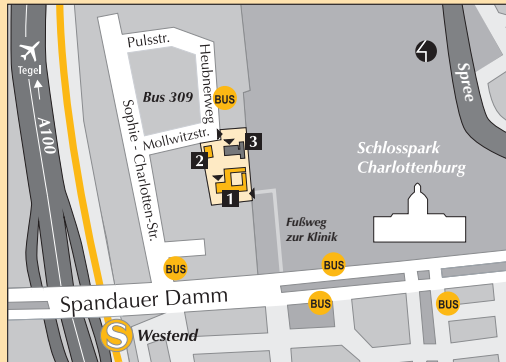 Pulsstr.
Heubnerweg
Tegel
A100
Bus 309
BUS
Sophie - Charlotten-Str.
Mollwitzstr.
3
2
1
Spree
Schlosspark
Charlottenburg
Fußweg
zur Klinik
BUS
BUS
BUS
BUS
Spandauer Damm
S
Westend